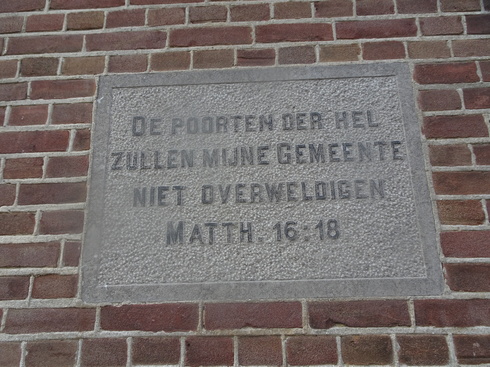 De poorten der hel
zullen mijne Gemeente
niet overweldigen
Matth. 16:18